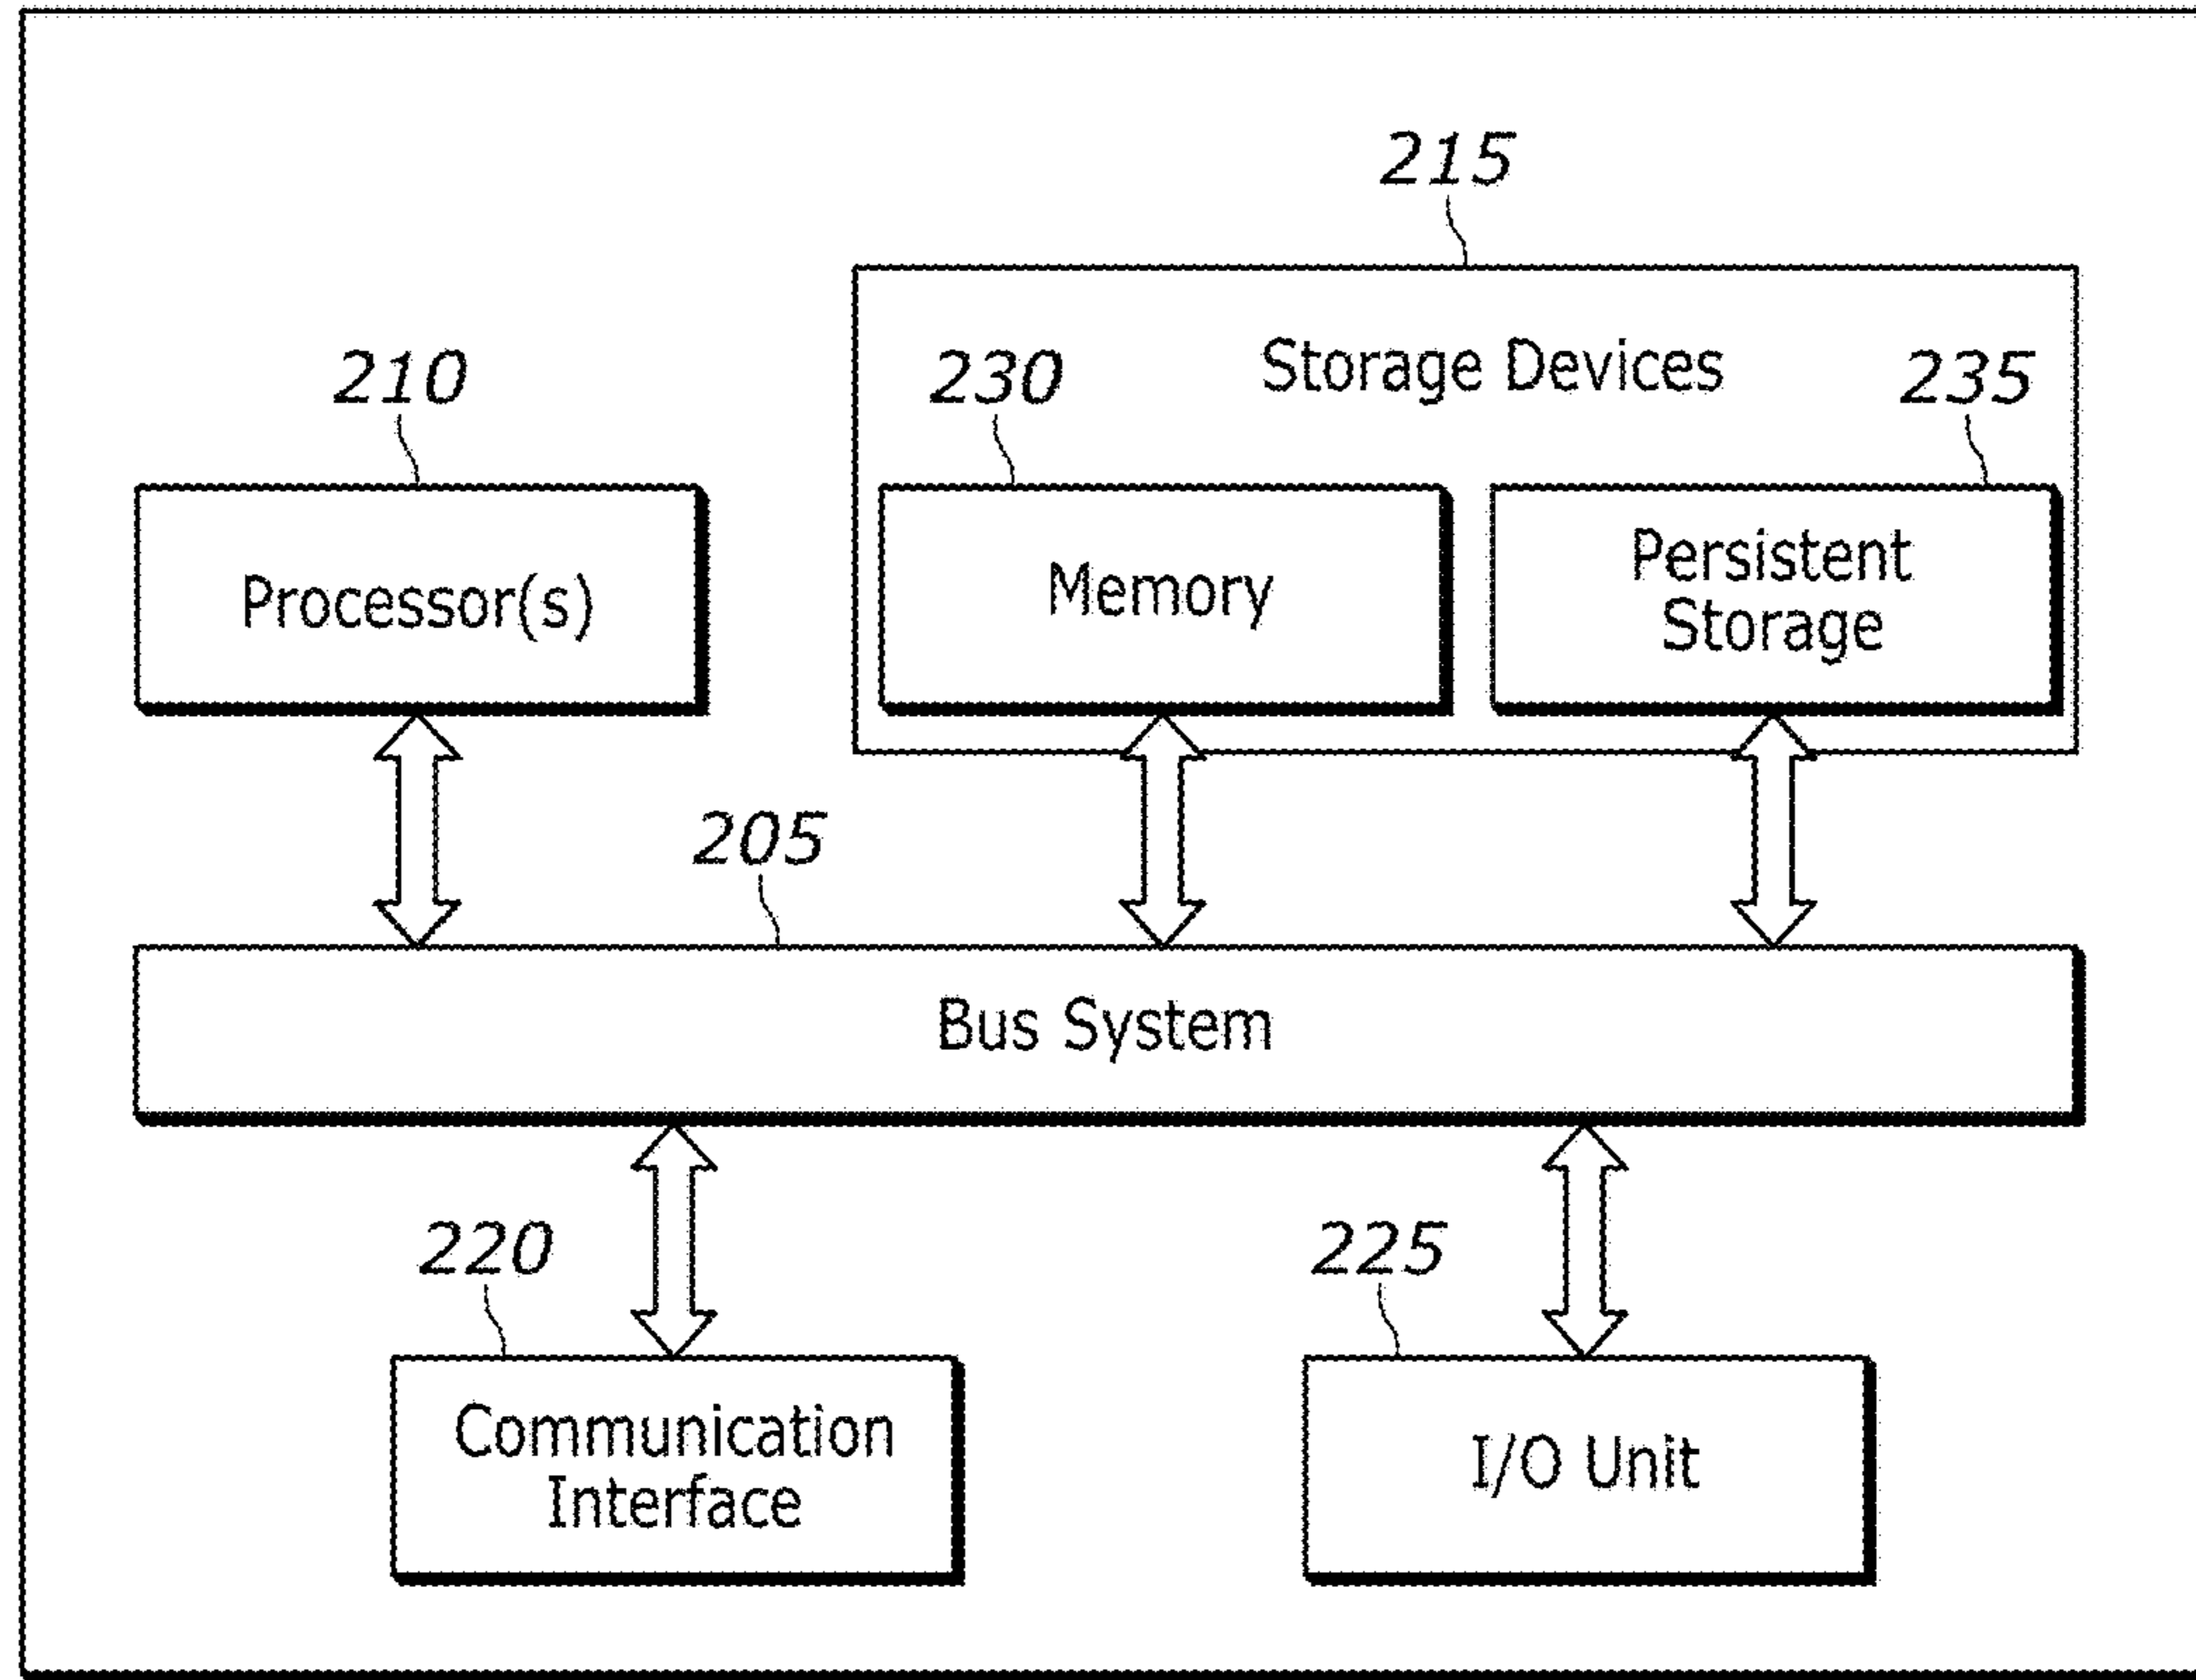 215
Storage Devices
210
230
235
Processor(s)
Memory
Persistent
Storage
205
Bus System
220
225
Communication
Interface
I/O Unit